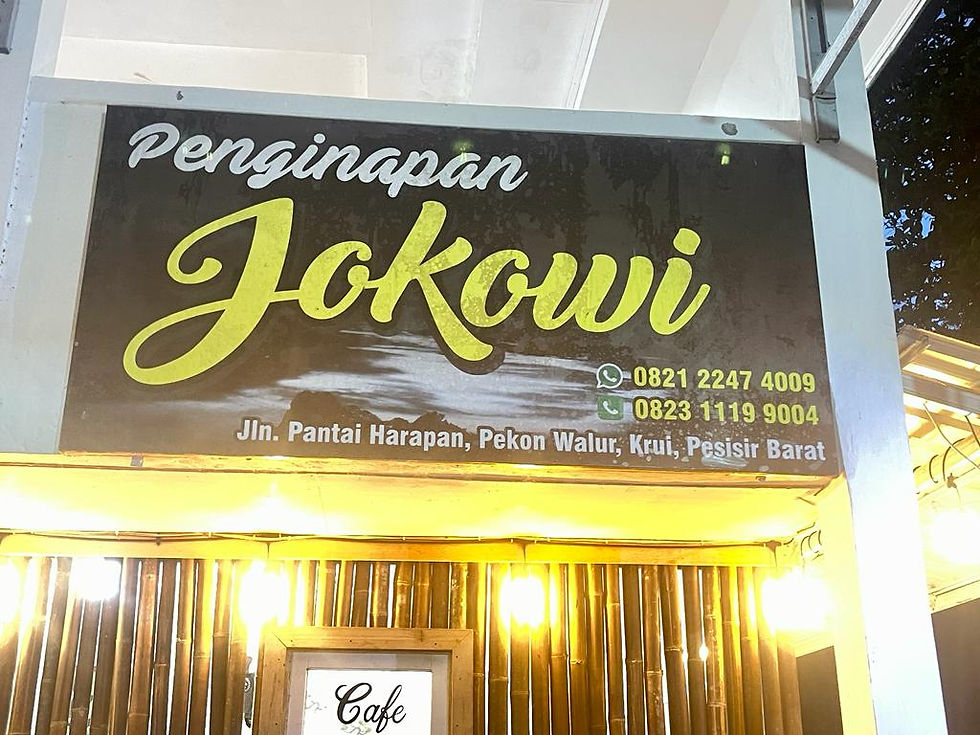 Penginapan
Jokowi
0821 2247 4009
0823 1119 9004
Jln. Pantai Harapan, Pekon Walur, Krui, Pesisir Barat
Cafe